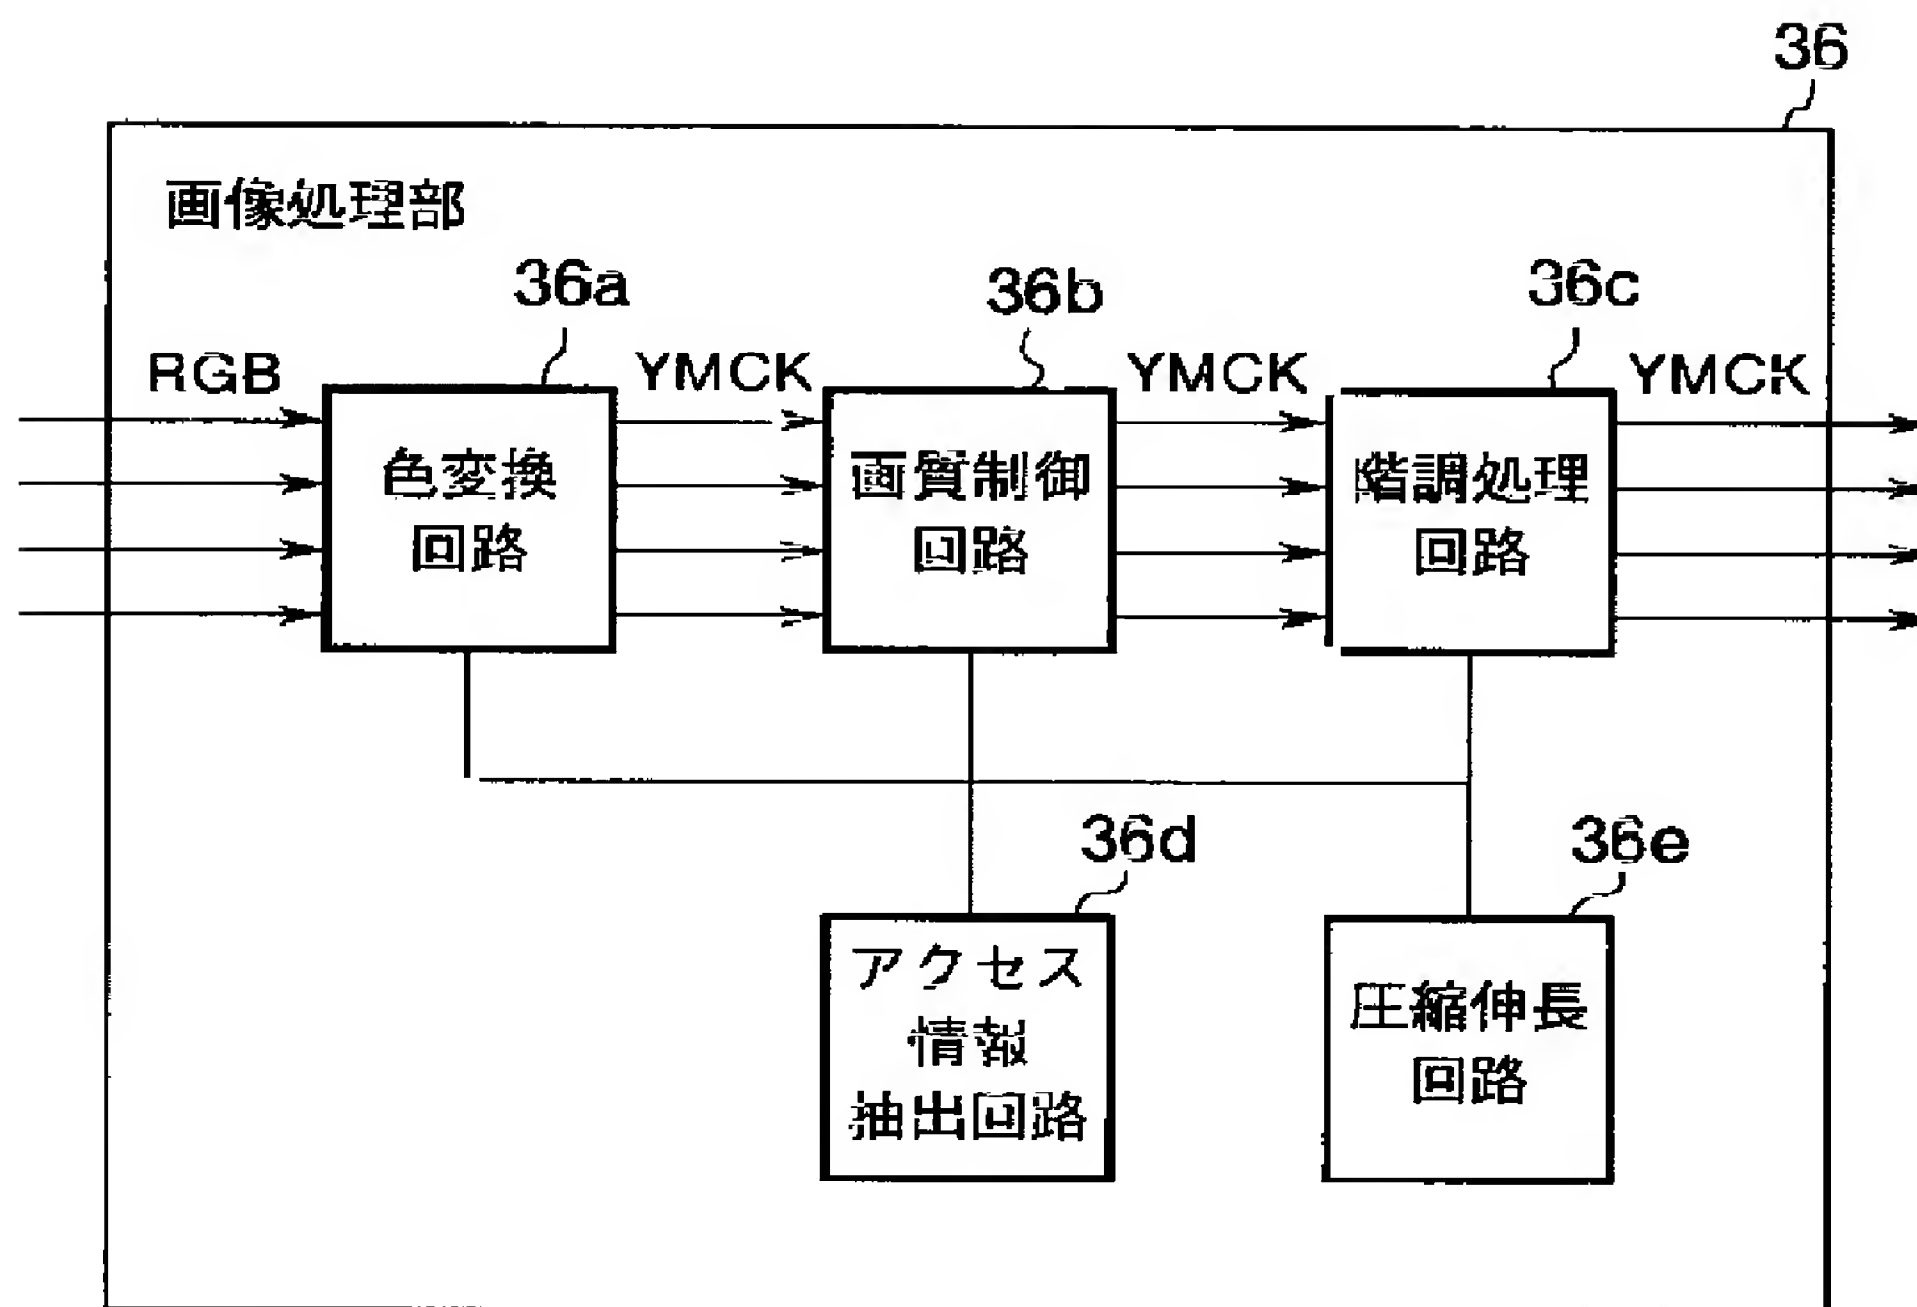 36
画像処理部
36a
36b
36c
RGB
YMCK
YMCK
YMCK
色変換
回路
画質制御
回路
階調処理
回路
36d
36e
アクセス
情報
抽出回路
圧縮伸長
回路